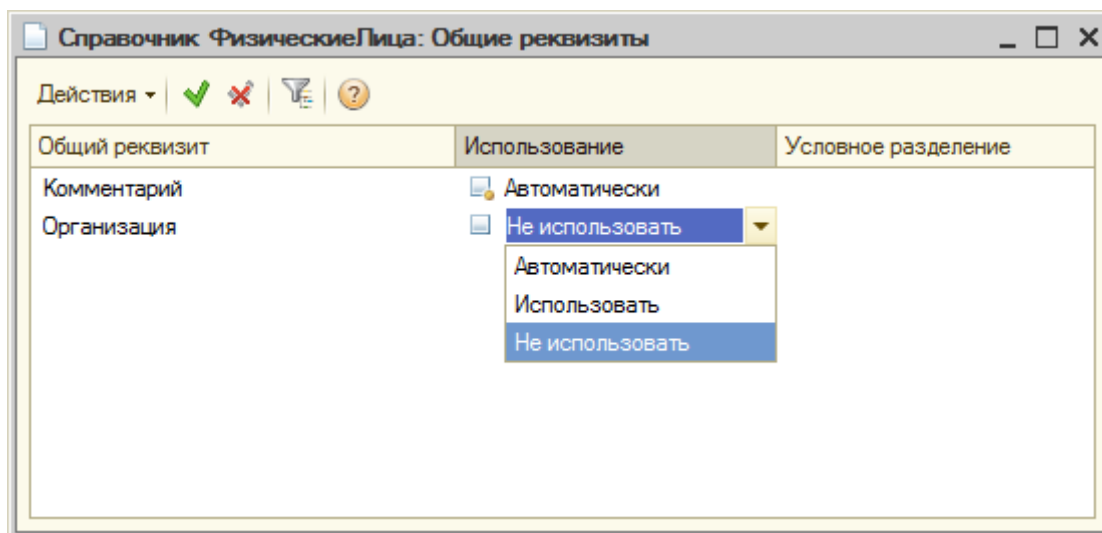 Справочник ФизическиеЛица: Общие реквизиты
Действия
Общий реквизит Использование Условное разделение
Комментарий Автоматически
Организация Не использовать
Автоматически
Использовать
Не использовать